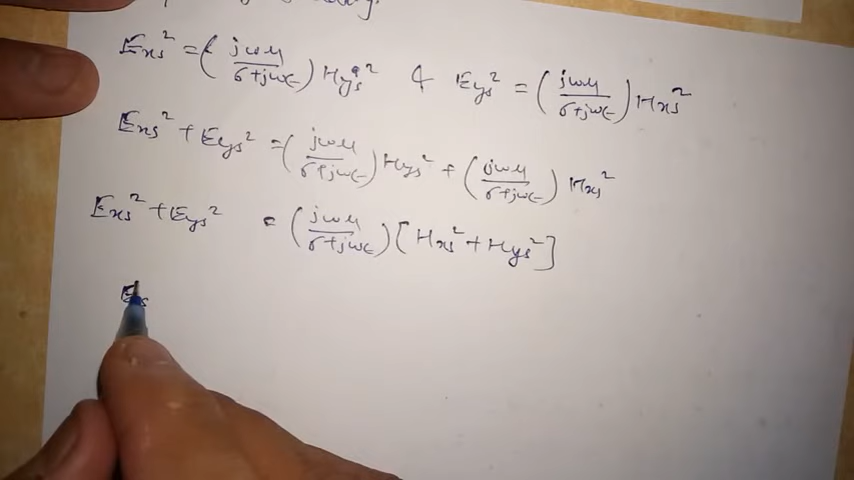 Exs² = (jωμ/σ+jωϵ) Hys² & Eys² = (jωμ/σ+jωϵ) Hxs²
Exs² + Eys² = (jωμ/σ+jωϵ) Hys² + (jωμ/σ+jωϵ) Hxs²
Exs² + Eys² = (jωμ/σ+jωϵ) [Hxs² + Hys²]
Es